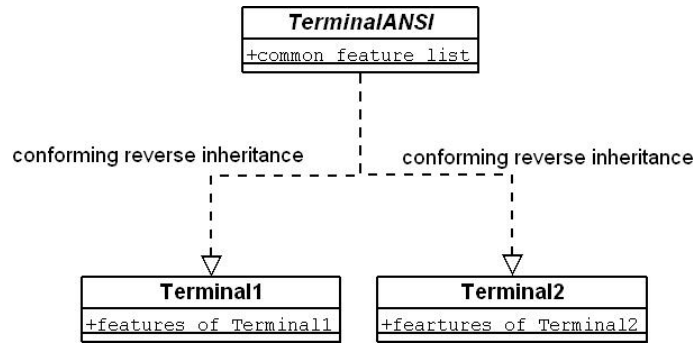 TerminalANSI
+common feature list
conforming reverse inheritance
conforming reverse inheritance
Terminal1
+features of Terminal1
Terminal2
+feartures of Terminal2